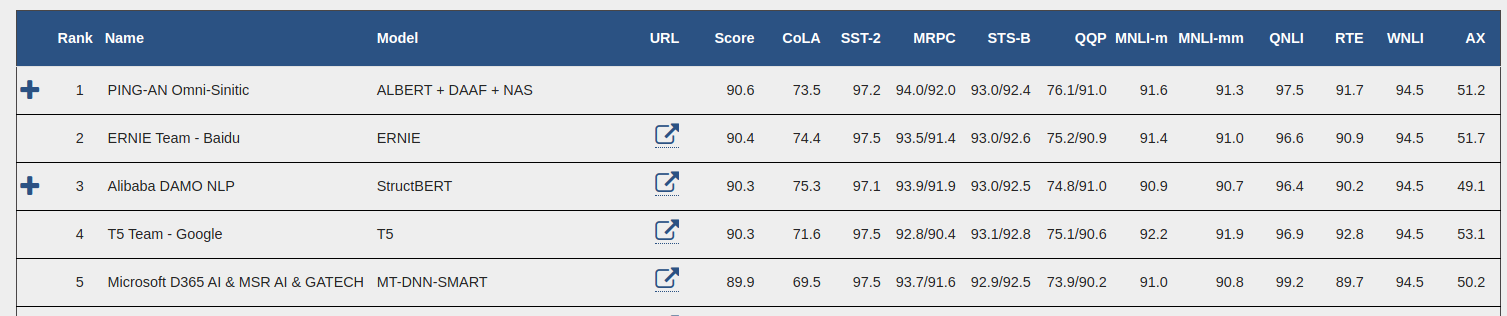 Rank Name Model URL Score CoLA SST-2 MRPC STS-B QQP MNLI-m MNLI-mm QNLI RTE WNLI AX
1 PING-AN Omni-Sinitic ALBERT + DAAF + NAS 90.6 73.5 97.2 94.0/92.0 93.0/92.4 76.1/91.0 91.6 91.3 97.5 91.7 94.5 51.2
2 ERNIE Team - Baidu ERNIE 90.4 74.4 97.5 93.5/91.4 93.0/92.6 75.2/90.9 91.4 91.0 96.6 90.9 94.5 51.7
3 Alibaba DAMO NLP StructBERT 90.3 75.3 97.1 93.9/91.9 93.0/92.5 74.8/91.0 90.9 90.7 96.4 90.2 94.5 49.1
4 T5 Team - Google T5 90.3 71.6 97.5 92.8/90.4 93.1/92.8 75.1/90.6 92.2 91.9 96.9 92.8 94.5 53.1
5 Microsoft D365 AI & MSR AI & GATECH MT-DNN-SMART 89.9 69.5 97.5 93.7/91.6 92.9/92.5 73.9/90.2 91.0 90.8 99.2 89.7 94.5 50.2